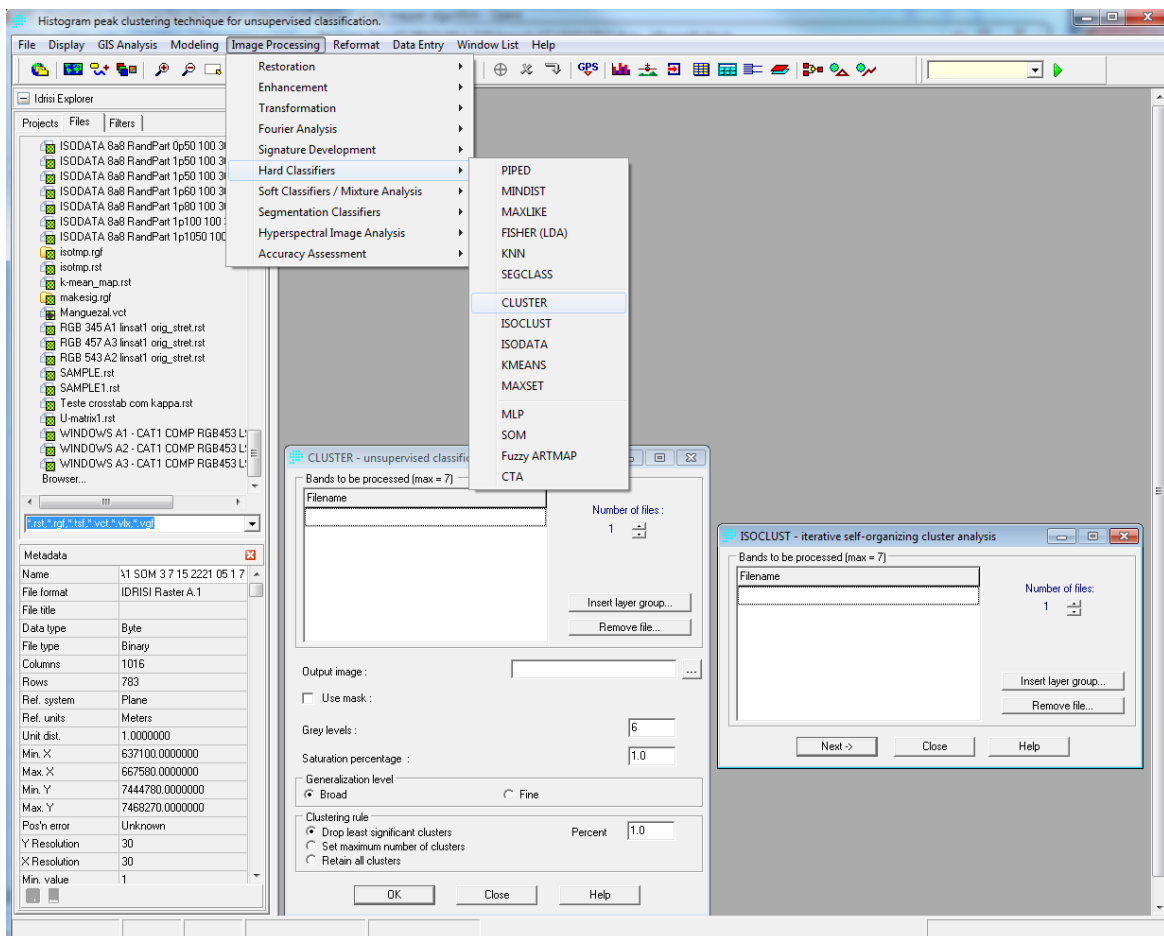 Histogram peak clustering technique for unsupervised classification.
File Display GIS Analysis Modeling Image Processing Reformat Data Entry Window List Help
GPS
Idrisi Explorer
Projects Files Filters
ISODATA 8a8 RandPart 0p50 100
ISODATA 8a8 RandPart 1p50 100
ISODATA 8a8 RandPart 1p50 100
ISODATA 8a8 RandPart 1p60 100
ISODATA 8a8 RandPart 1p80 100
ISODATA 8a8 RandPart 1p100 100
ISODATA 8a8 RandPart 1p1050 100
isotmp.rgf
isotmp.rst
k-mean_map.rst
makesig.rgf
Manguezal.vct
RGB 345 A1 linsat1 orig_stret.rst
RGB 457 A3 linsat1 orig_stret.rst
RGB 543 A2 linsat1 orig_stret.rst
SAMPLE.rst
SAMPLE1.rst
Teste crosstab com kappa.rst
U-matrix1.rst
WINDOWS A1 - CAT1 COMP RGB453
WINDOWS A2 - CAT1 COMP RGB453
WINDOWS A3 - CAT1 COMP RGB453
Browser...
*.rst,*.rgf,*.tsf,*.vct,*.vlx,*.vgf
Metadata
Name \1 SOM 3 7 15 2221 05 1 7
File format IDRISI Raster A.1
File title
Data type Byte
File type Binary
Columns 1016
Rows 783
Ref. system Plane
Ref. units Meters
Unit dist. 1.0000000
Min. X 637100.0000000
Max. X 667580.0000000
Min. Y 7444780.0000000
Max. Y 7468270.0000000
Pos'n error Unknown
Y Resolution 30
X Resolution 30
Min. value 1
Restoration
Enhancement
Transformation
Fourier Analysis
Signature Development
Hard Classifiers
Soft Classifiers / Mixture Analysis
Segmentation Classifiers
Hyperspectral Image Analysis
Accuracy Assessment
PIPED
MINDIST
MAXLIKE
FISHER (LDA)
KNN
SEGCLASS
CLUSTER
ISOCLUST
ISODATA
KMEANS
MAXSET
MLP
SOM
Fuzzy ARTMAP
CTA
CLUSTER - unsupervised classific
Bands to be processed (max = 7)
Filename
Number of files :
1
Insert layer group...
Remove file...
Output image :
...
Use mask :
Grey levels : 6
Saturation percentage : 1.0
Generalization level
Broad Fine
Clustering rule
Drop least significant clusters Percent 1.0
Set maximum number of clusters
Retain all clusters
OK Close Help
ISOCLUST - iterative self-organizing cluster analysis
Bands to be processed (max = 7)
Filename
Number of files:
1
Insert layer group...
Remove file...
Next -> Close Help